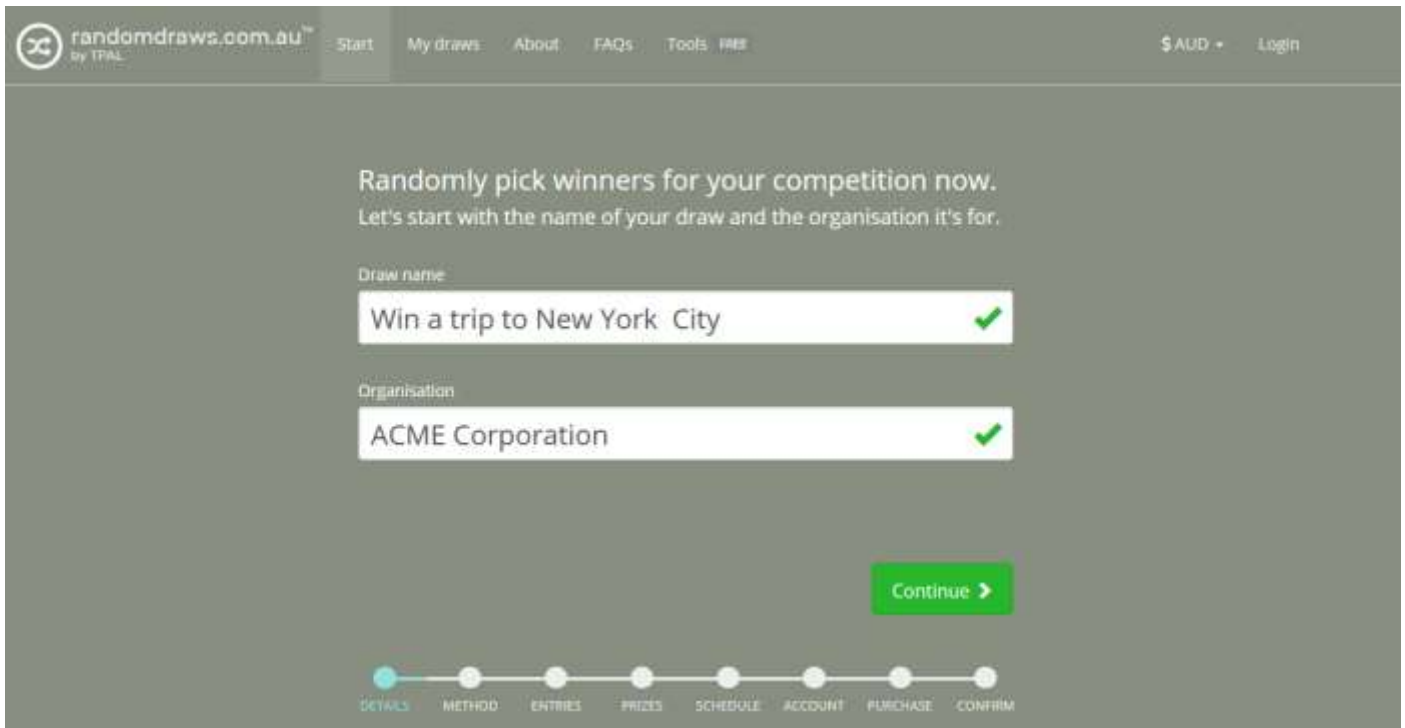 randomdraws.com.au™
by TPAL
Start My draws About FAQs Tools FREE $ AUD Login
Randomly pick winners for your competition now.
Let's start with the name of your draw and the organisation it's for.
Draw name
Win a trip to New York  City
Organisation
ACME Corporation
Continue
DETAILS METHOD ENTRIES PRIZES SCHEDULE ACCOUNT PURCHASE CONFIRM